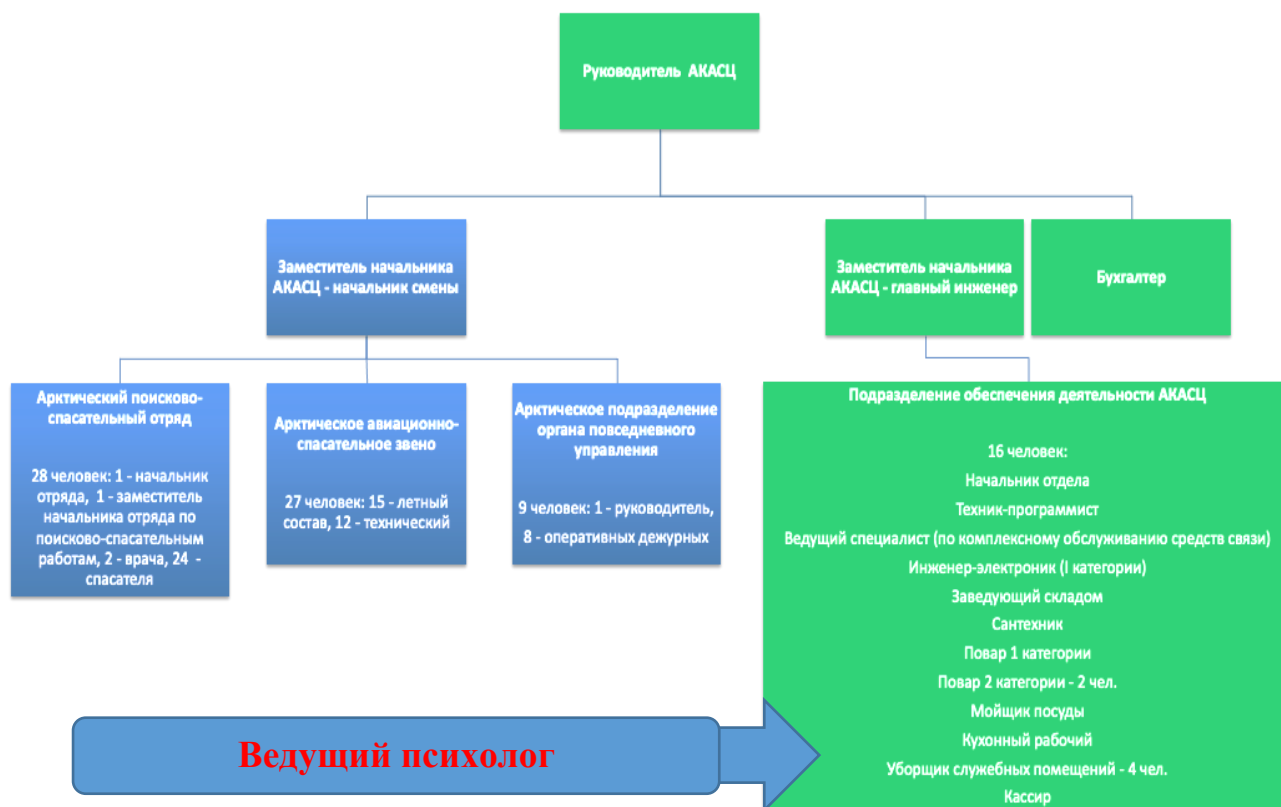 Руководитель АКАСЦ
Заместитель начальника
АКАСЦ - начальник смены
Заместитель начальника
АКАСЦ - главный инженер
Бухгалтер
Арктический поисково-
спасательный отряд
28 человек: 1 - начальник
отряда, 1 - заместитель
начальника отряда по
поисково-спасательным
работам, 2 - врача, 24 -
спасателя
Арктическое авиационно-
спасательное звено
27 человек: 15 - летный
состав, 12 - технический
Арктическое подразделение
органа повседневного
управления
9 человек: 1 - руководитель,
8 - оперативных дежурных
Подразделение обеспечения деятельности АКАСЦ
16 человек:
Начальник отдела
Техник-программист
Ведущий специалист (по комплексному обслуживанию средств связи)
Инженер-электроник (I категории)
Заведующий складом
Сантехник
Повар 1 категории
Повар 2 категории - 2 чел.
Мойщик посуды
Кухонный рабочий
Уборщик служебных помещений - 4 чел.
Кассир
Ведущий психолог